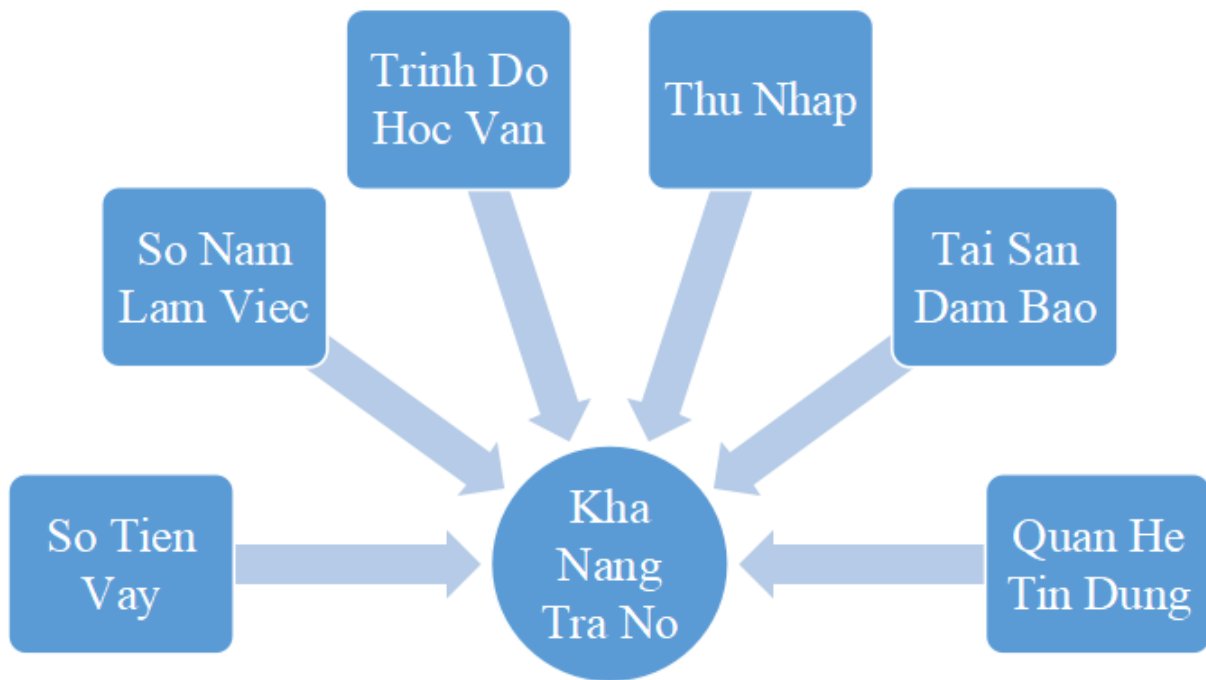 Trinh Do
Hoc Van
Thu Nhap
So Nam
Lam Viec
Tai San
Dam Bao
So Tien
Vay
Kha
Nang
Tra No
Quan He
Tin Dung